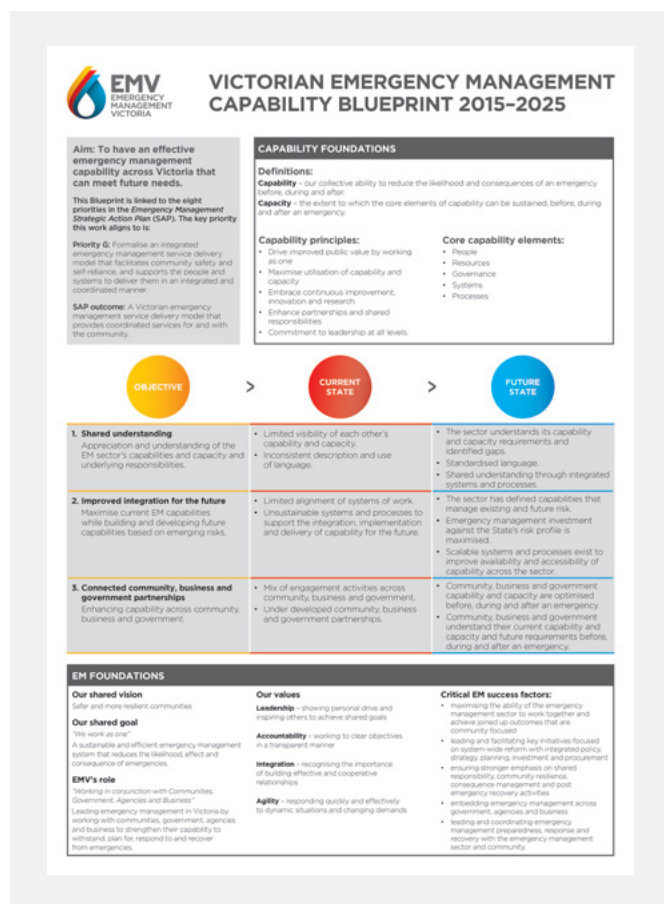 EMV
EMERGENCY
MANAGEMENT
VICTORIA
VICTORIAN EMERGENCY MANAGEMENT
CAPABILITY BLUEPRINT 2015–2025
Aim: To have an effective
emergency management
capability across Victoria that
can meet future needs.
This Blueprint is linked to the eight
priorities in the Emergency Management
Strategic Action Plan (SAP). The key priority
this work aligns to is:
Priority G: Formalise an integrated
emergency management service delivery
model that facilitates community safety and
self-reliance, and supports the people and
systems to deliver them in an integrated and
coordinated manner.
SAP outcome: A Victorian emergency
management service delivery model that
provides coordinated services for and with
the community.
CAPABILITY FOUNDATIONS
Definitions:
Capability – our collective ability to reduce the likelihood and consequences of an emergency
before, during and after.
Capacity – the extent to which the core elements of capability can be sustained, before, during
and after an emergency.
Capability principles:
• Drive improved public value by working
as one
• Maximise utilisation of capability and
capacity
• Embrace continuous improvement,
innovation and research
• Enhance partnerships and shared
responsibilities
• Commitment to leadership at all levels.
Core capability elements:
• People
• Resources
• Governance
• Systems
• Processes
OBJECTIVE
>
CURRENT
STATE
>
FUTURE
STATE
1. Shared understanding
Appreciation and understanding of the
EM sector's capabilities and capacity and
underlying responsibilities.
• Limited visibility of each other's
capability and capacity.
• Inconsistent description and use
of language.
• The sector understands its capability
and capacity requirements and
identified gaps.
• Standardised language.
• Shared understanding through integrated
systems and processes.
2. Improved integration for the future
Maximise current EM capabilities
while building and developing future
capabilities based on emerging risks.
• Limited alignment of systems of work.
• Unsustainable systems and processes to
support the integration, implementation
and delivery of capability for the future.
• The sector has defined capabilities that
manage existing and future risk.
• Emergency management investment
against the State's risk profile is
maximised.
• Scalable systems and processes exist to
improve availability and accessibility of
capability across the sector.
3. Connected community, business and
government partnerships
Enhancing capability across community,
business and government.
• Mix of engagement activities across
community, business and government.
• Under developed community, business
and government partnerships.
• Community, business and government
capability and capacity are optimised
before, during and after an emergency.
• Community, business and government
understand their current capability and
capacity and future requirements before,
during and after an emergency.
EM FOUNDATIONS
Our shared vision
Safer and more resilient communities
Our shared goal
"We work as one"
A sustainable and efficient emergency management
system that reduces the likelihood, effect and
consequence of emergencies.
EMV's role
"Working in conjunction with Communities,
Government, Agencies and Business"
Leading emergency management in Victoria by
working with communities, government, agencies
and business to strengthen their capability to
withstand, plan for, respond to and recover
from emergencies.
Our values
Leadership – showing personal drive and
inspiring others to achieve shared goals
Accountability – working to clear objectives
in a transparent manner
Integration – recognising the importance
of building effective and cooperative
relationships
Agility – responding quickly and effectively
to dynamic situations and changing demands
Critical EM success factors:
• maximising the ability of the emergency
management sector to work together and
achieve joined up outcomes that are
community focused
• leading and facilitating key initiatives focused
on system-wide reform with integrated policy,
strategy, planning, investment and procurement
• ensuring stronger emphasis on shared
responsibility, community resilience,
consequence management and post
emergency recovery activities
• embedding emergency management across
government, agencies and business
• leading and coordinating emergency
management preparedness, response and
recovery with the emergency management
sector and community.